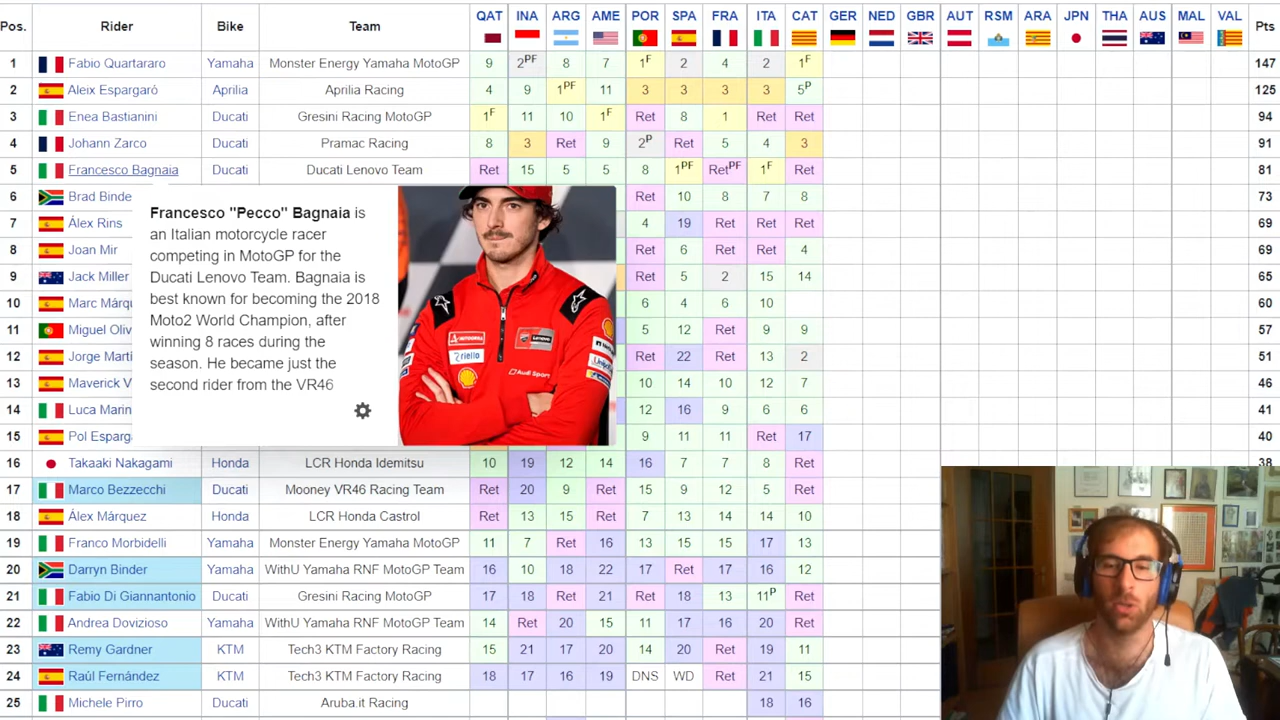 Pos. Rider Bike Team QAT INA ARG AME POR SPA FRA ITA CAT GER NED GBR AUT RSM ARA JPN THA AUS MAL VAL Pts
1 Fabio Quartararo Yamaha Monster Energy Yamaha MotoGP 9 2PF 8 7 1F 2 4 2 1F 147
2 Aleix Espargaró Aprilia Aprilia Racing 4 9 1PF 11 3 3 3 3 5P 125
3 Enea Bastianini Ducati Gresini Racing MotoGP 1F 11 10 1F Ret 8 1 Ret Ret 94
4 Johann Zarco Ducati Pramac Racing 8 3 Ret 9 2P Ret 5 4 3 91
5 Francesco Bagnaia Ducati Ducati Lenovo Team Ret 15 5 5 8 1PF RetPF 1F Ret 81
6 Brad Binde Ret 10 8 7 8 73
7 Álex Rins 4 19 Ret Ret Ret 69
8 Joan Mir Ret 6 Ret Ret 4 69
9 Jack Miller Ret 5 2 15 14 65
10 Marc Márqu 6 4 6 10 60
11 Miguel Oliv 5 12 Ret 9 9 57
12 Jorge Marti Ret 22 Ret 13 2 51
13 Maverick V 10 14 10 12 7 46
14 Luca Marin 12 16 9 6 6 41
15 Pol Esparga 9 11 11 Ret 17 40
Francesco "Pecco" Bagnaia is
an Italian motorcycle racer
competing in MotoGP for the
Ducati Lenovo Team. Bagnaia is
best known for becoming the 2018
Moto2 World Champion, after
winning 8 races during the
season. He became just the
second rider from the VR46
riello
Audi Sport
Lenovo
16 Takaaki Nakagami Honda LCR Honda Idemitsu 10 19 12 14 16 7 7 8 Ret 38
17 Marco Bezzecchi Ducati Mooney VR46 Racing Team Ret 20 9 Ret 15 9 12 5 Ret
18 Álex Márquez Honda LCR Honda Castrol Ret 13 15 Ret 7 13 14 14 10
19 Franco Morbidelli Yamaha Monster Energy Yamaha MotoGP 11 7 Ret 16 13 15 15 17 13
20 Darryn Binder Yamaha WithU Yamaha RNF MotoGP Team 16 10 18 22 17 Ret 17 16 12
21 Fabio Di Giannantonio Ducati Gresini Racing MotoGP 17 18 Ret 21 Ret 18 13 11P Ret
22 Andrea Dovizioso Yamaha WithU Yamaha RNF MotoGP Team 14 Ret 20 15 11 17 16 20 Ret
23 Remy Gardner KTM Tech3 KTM Factory Racing 15 21 17 20 14 20 Ret 19 11
24 Raúl Fernández KTM Tech3 KTM Factory Racing 18 17 16 19 DNS WD Ret 21 15
25 Michele Pirro Ducati Aruba.it Racing 18 16